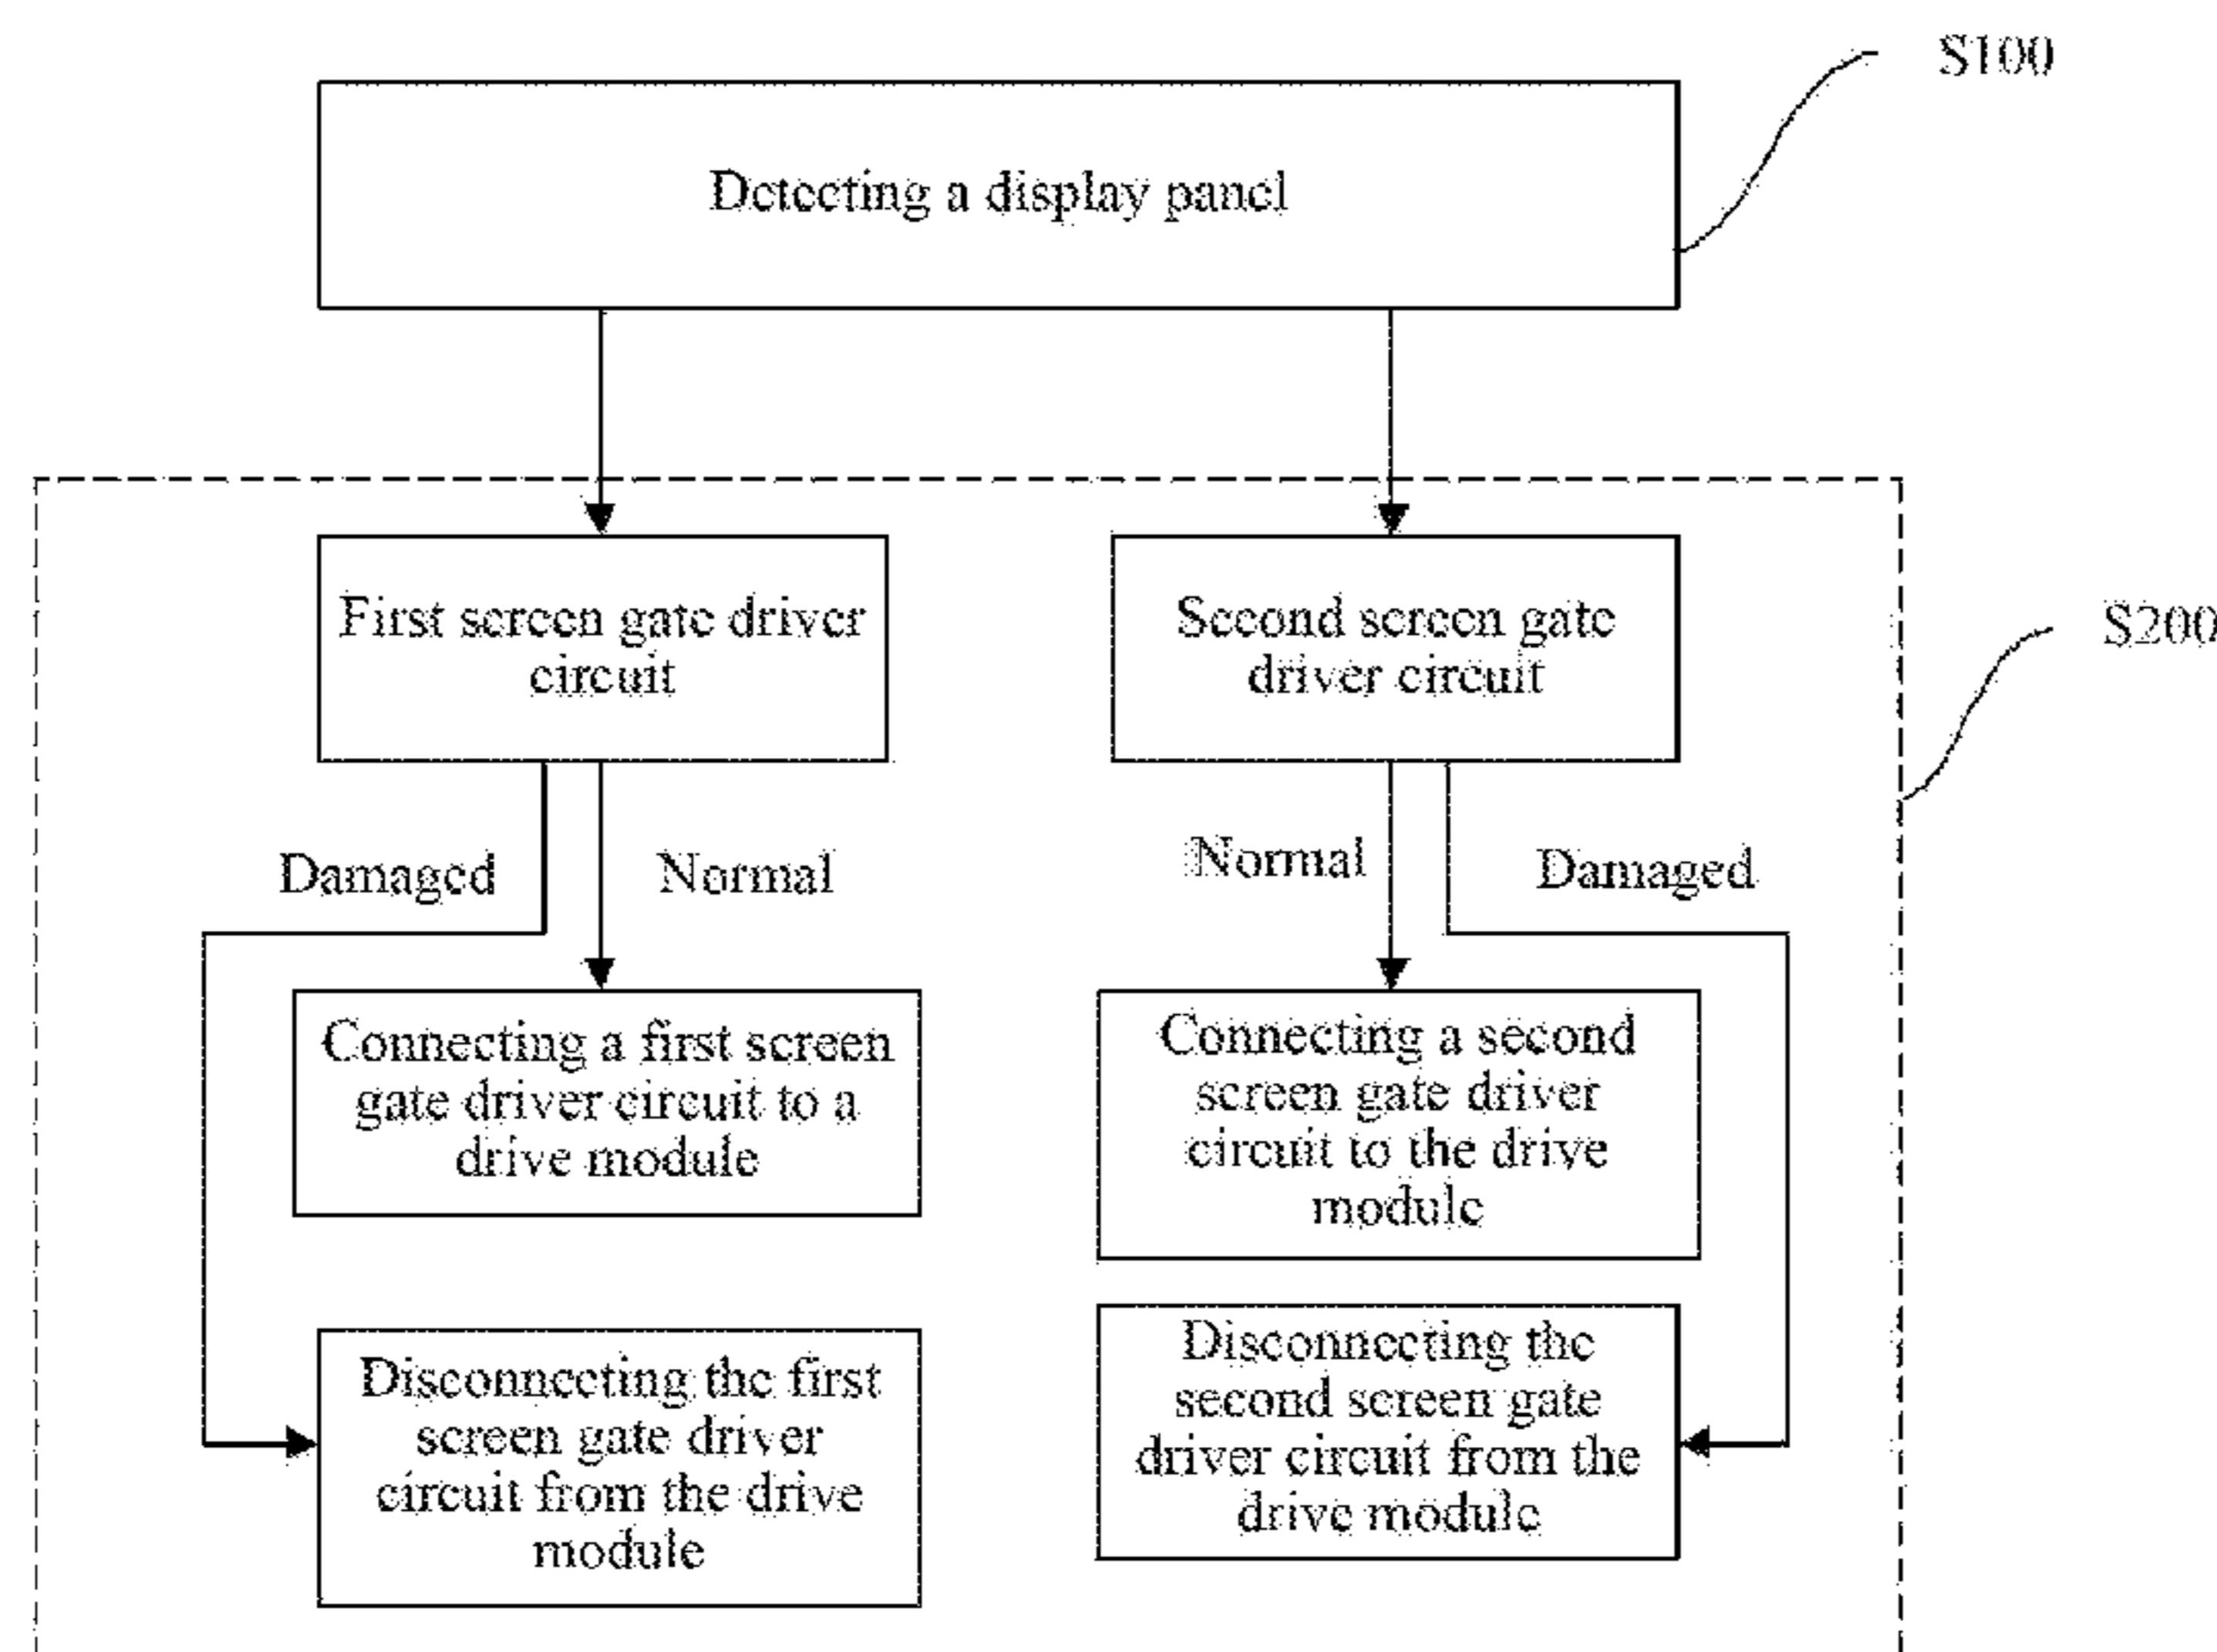 S100
Detecting a display panel
First screen gate driver
circuit
Second screen gate
driver circuit
S200
Damaged
Normal
Normal
Damaged
Connecting a first screen
gate driver circuit to a
drive module
Connecting a second
screen gate driver
circuit to the drive
module
Disconnecting the first
screen gate driver
circuit from the drive
module
Disconnecting the
second screen gate
driver circuit from the
drive module